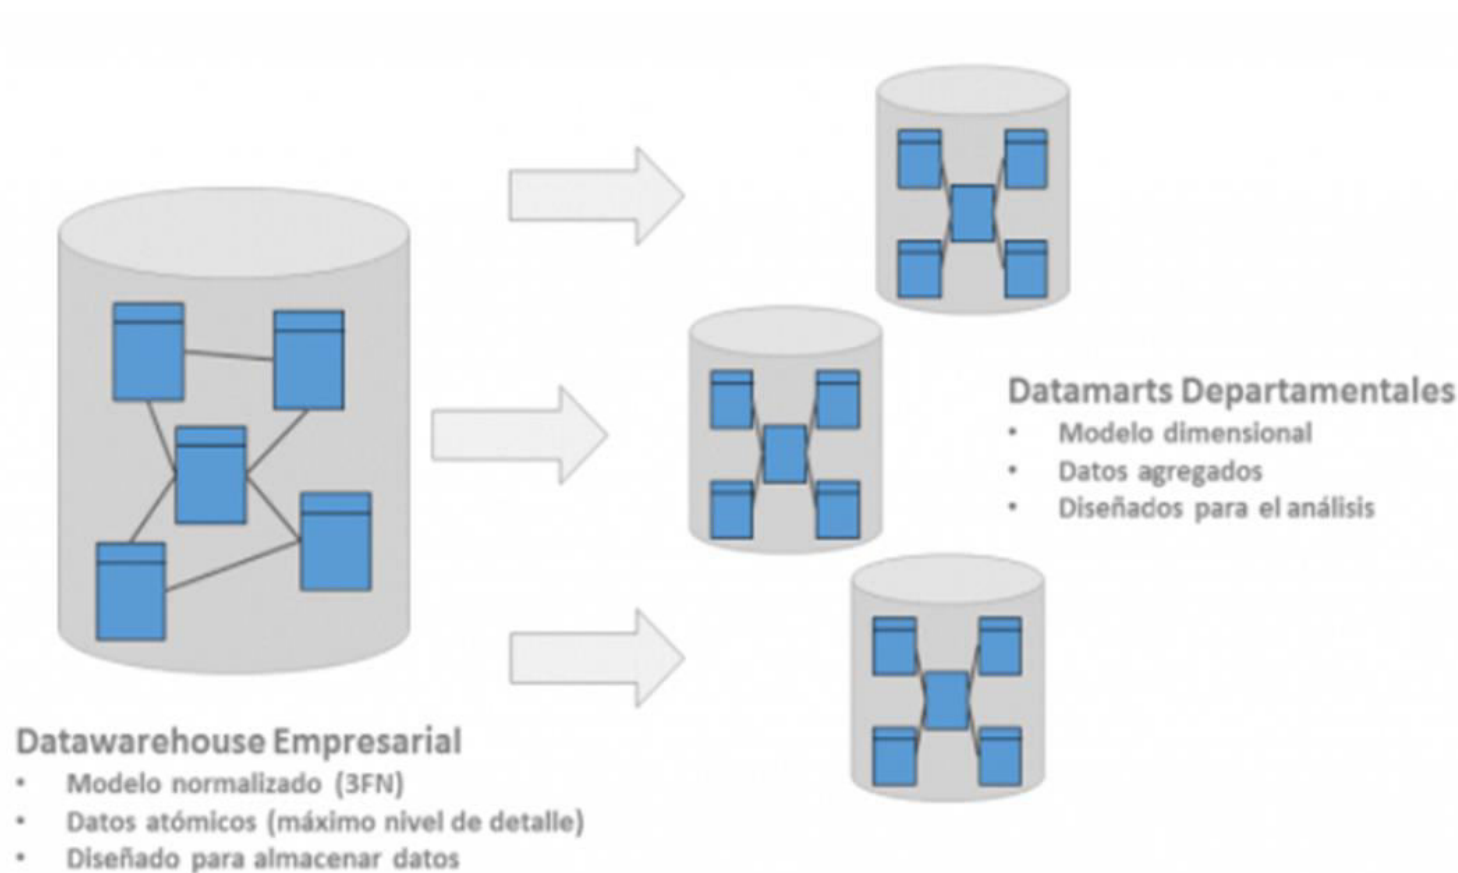 Datamarts Departamentales
• Modelo dimensional
• Datos agregados
• Diseñados para el análisis
Datawarehouse Empresarial
• Modelo normalizado (3FN)
• Datos atómicos (máximo nivel de detalle)
• Diseñado para almacenar datos